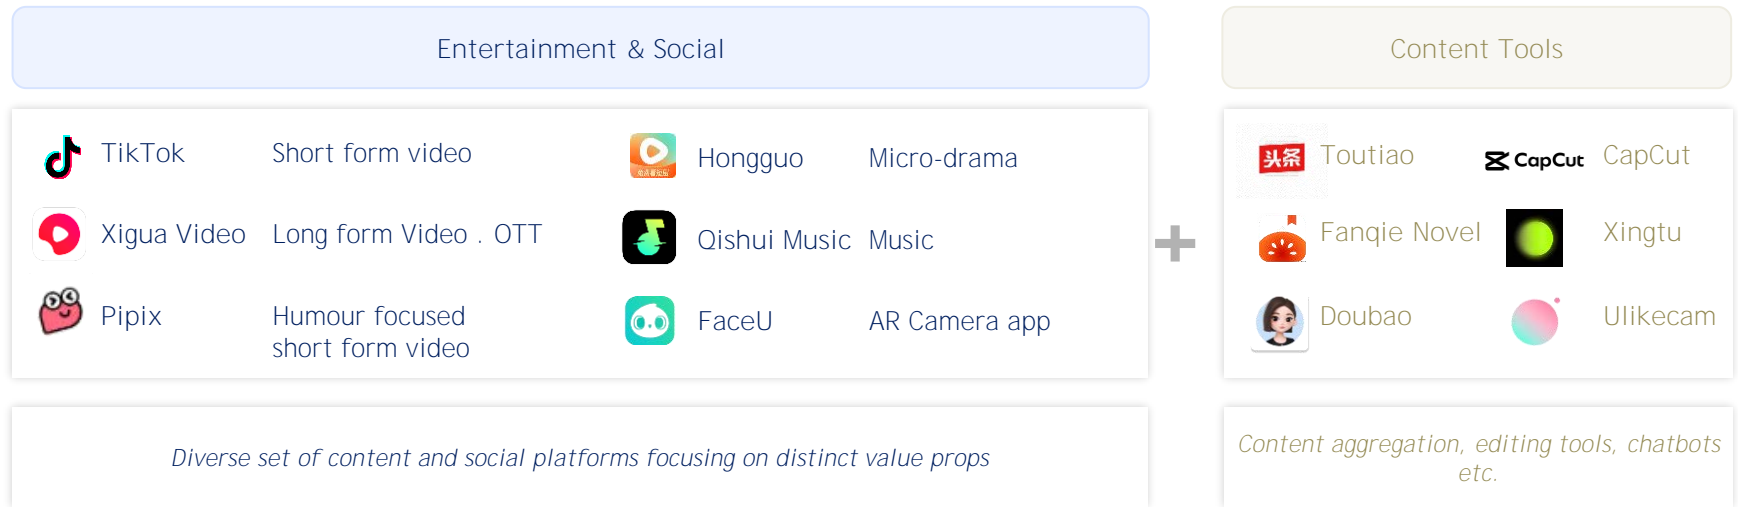 Entertainment & Social
Content Tools
TikTok Short form video
Xigua Video Long form Video . OTT
Pipix Humour focused
short form video
Hongguo Micro-drama
Qishui Music Music
FaceU AR Camera app
头条 Toutiao
CapCut CapCut
Fanqie Novel
Xingtu
Doubao
Ulikecam
Diverse set of content and social platforms focusing on distinct value props
Content aggregation, editing tools, chatbots
etc.